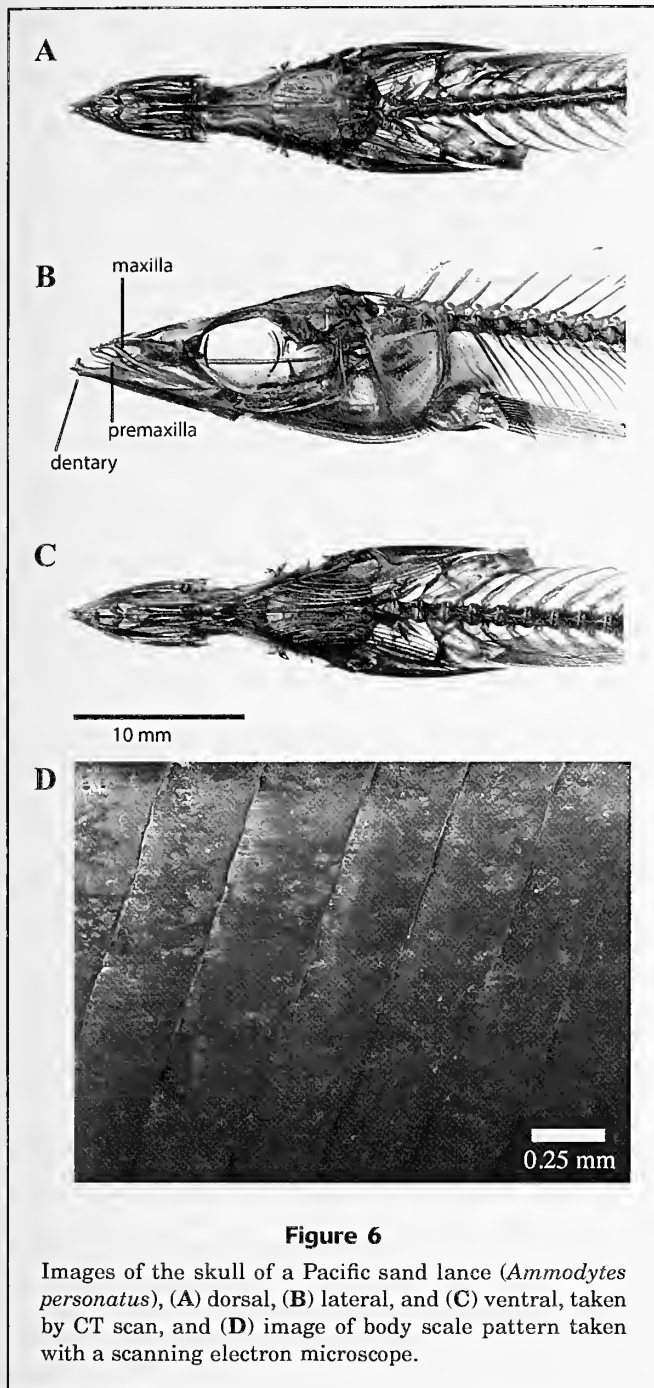 A
B
maxilla
premaxilla
dentary
C
10 mm
D
0.25 mm
Figure 6
Images of the skull of a Pacific sand lance (Ammodytes
personatus), (A) dorsal, (B) lateral, and (C) ventral, taken
by CT scan, and (D) image of body scale pattern taken
with a scanning electron microscope.